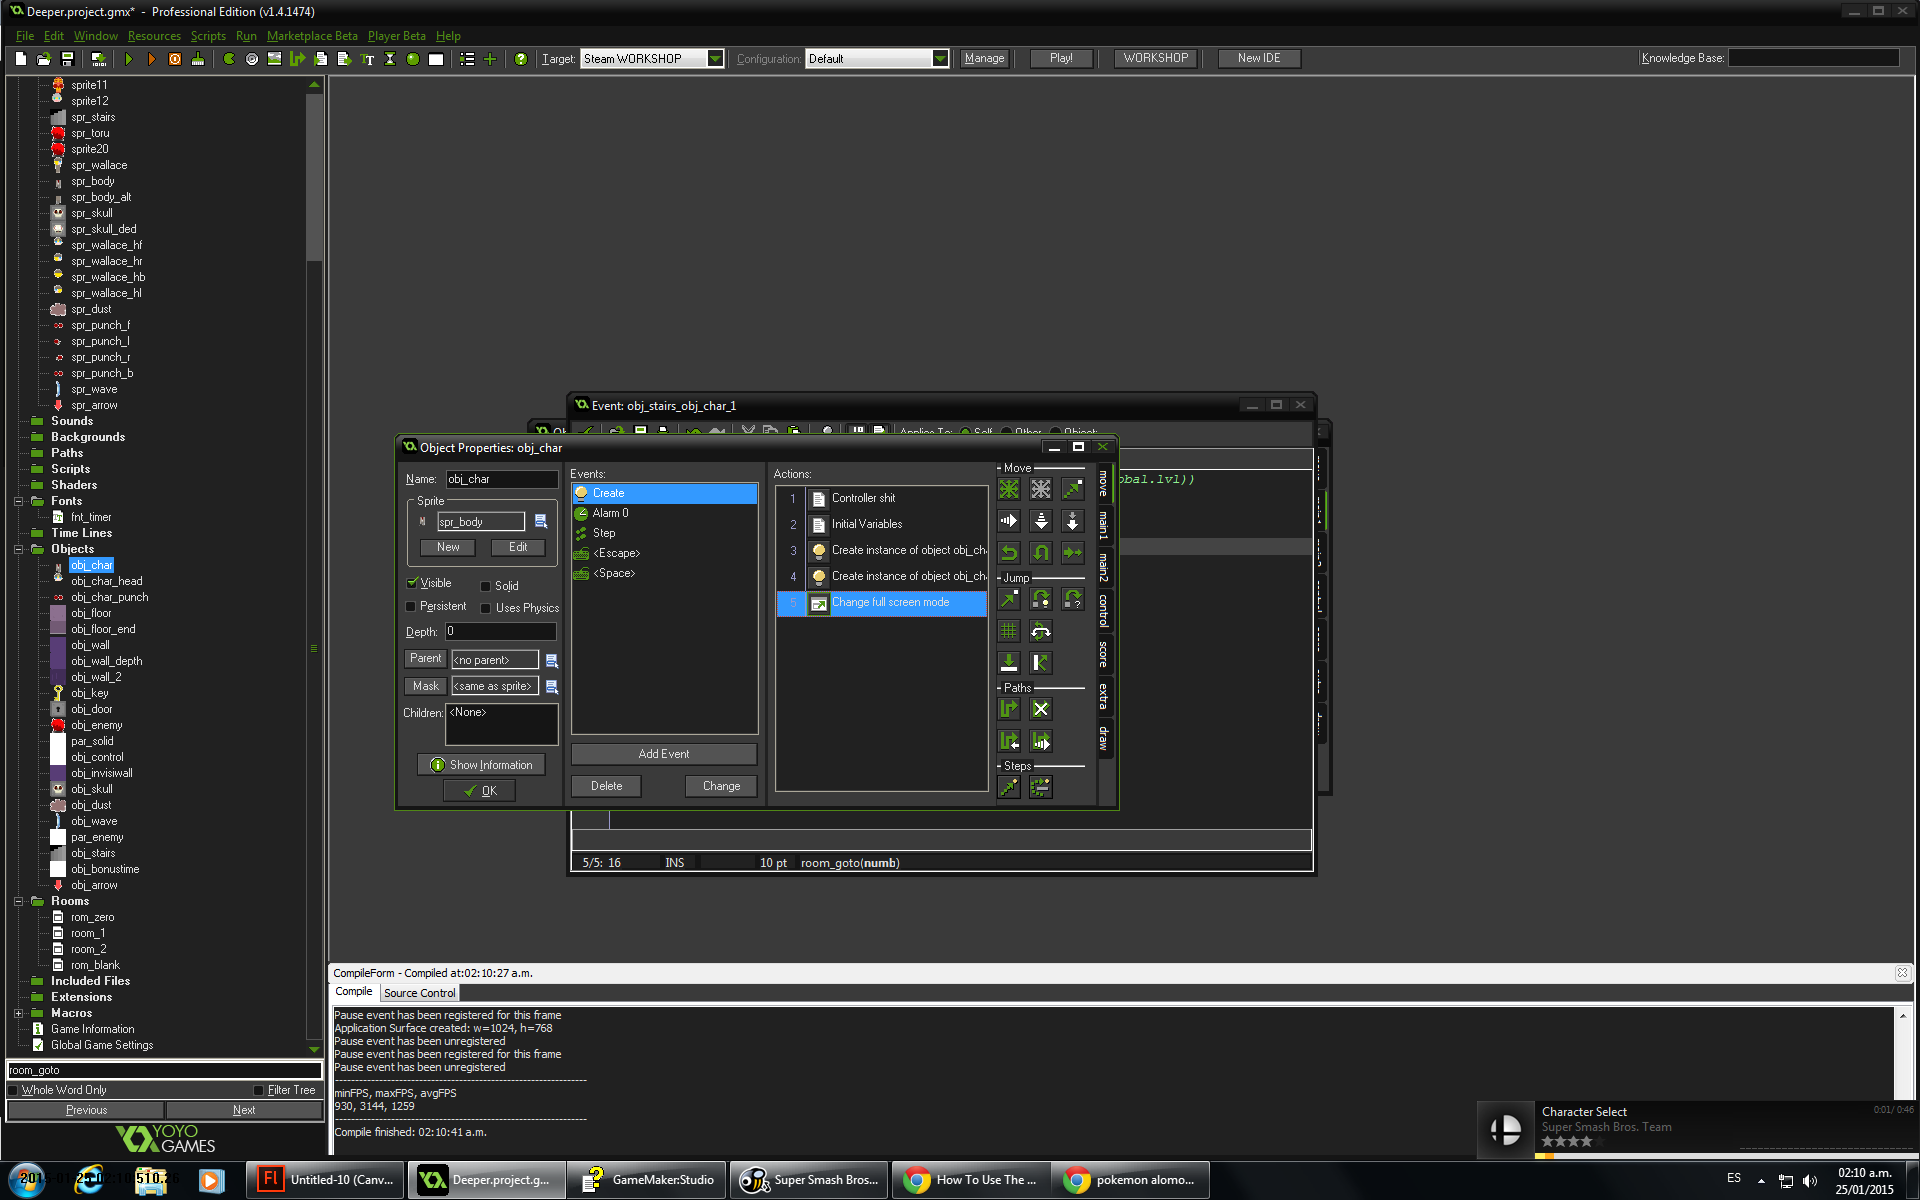 Deeper.project.gmx* - Professional Edition (v1.4.1474)
File Edit Window Resources Scripts Run Marketplace Beta Player Beta Help
Target: Steam WORKSHOP Configuration: Default Manage Play! WORKSHOP New IDE Knowledge Base:
sprite11
sprite12
spr_stairs
spr_toru
sprite20
spr_wallace
spr_body
spr_body_alt
spr_skull
spr_skull_ded
spr_wallace_hf
spr_wallace_hr
spr_wallace_hb
spr_wallace_hl
spr_dust
spr_punch_f
spr_punch_l
spr_punch_r
spr_punch_b
spr_wave
spr_arrow
Sounds
Backgrounds
Paths
Scripts
Shaders
Fonts
fnt_timer
Time Lines
Objects
obj_char
obj_char_head
obj_char_punch
obj_floor
obj_floor_end
obj_wall
obj_wall_depth
obj_wall_2
obj_key
obj_door
obj_enemy
par_solid
obj_control
obj_invisiwall
obj_skull
obj_dust
obj_wave
par_enemy
obj_stairs
obj_bonustime
obj_arrow
Rooms
rom_zero
room_1
room_2
rom_blank
Included Files
Extensions
Macros
Game Information
Global Game Settings
room_goto
Whole Word Only Filter Tree
Previous Next
YOYO
GAMES
Event: obj_stairs_obj_char_1
Applies To: Self Other Object:
obal.lvl))
5/5: 16 INS 10 pt room_goto(numb)
Object Properties: obj_char
Name: obj_char
Sprite
spr_body
New Edit
Visible Solid
Persistent Uses Physics
Depth: 0
Parent <no parent>
Mask <same as sprite>
Children: <None>
Show Information
OK
Events:
Create
Alarm 0
Step
<Escape>
<Space>
Add Event
Delete Change
Actions:
1 Controller shit
2 Initial Variables
3 Create instance of object obj_ch
4 Create instance of object obj_ch
5 Change full screen mode
Move
Jump
Paths
Steps
move
main1
main2
control
score
extra
draw
CompileForm - Compiled at:02:10:27 a.m.
Compile Source Control
Pause event has been registered for this frame
Application Surface created: w=1024, h=768
Pause event has been unregistered
Pause event has been registered for this frame
Pause event has been unregistered
minFPS, maxFPS, avgFPS
930, 3144, 1259
Compile finished: 02:10:41 a.m.
Character Select 0:01/ 0:46
Super Smash Bros. Team
Untitled-10 (Canv...
Deeper.project.g...
GameMaker:Studio
Super Smash Bros...
How To Use The ...
pokemon alomo...
ES
02:10 a.m.
25/01/2015